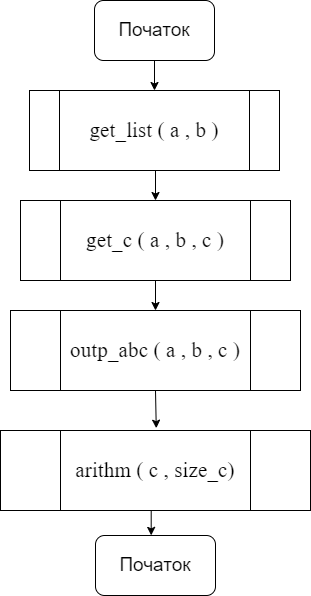 Початок
get_list ( a , b )
get_c ( a , b , c )
outp_abc ( a , b , c )
arithm ( c , size_c)
Початок